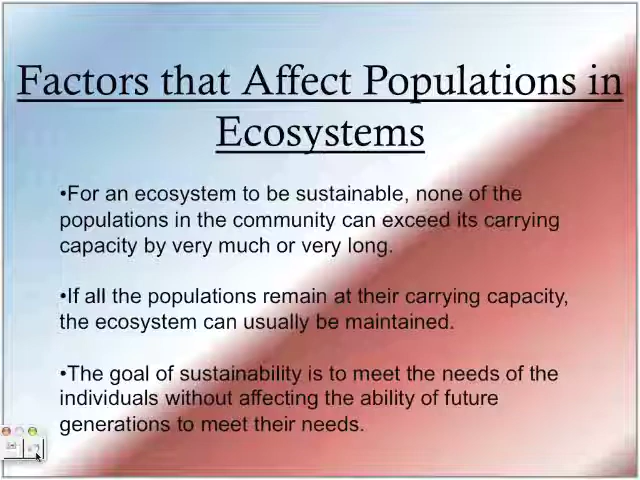 Factors that Affect Populations in
Ecosystems
•For an ecosystem to be sustainable, none of the
populations in the community can exceed its carrying
capacity by very much or very long.
•If all the populations remain at their carrying capacity,
the ecosystem can usually be maintained.
•The goal of sustainability is to meet the needs of the
individuals without affecting the ability of future
generations to meet their needs.